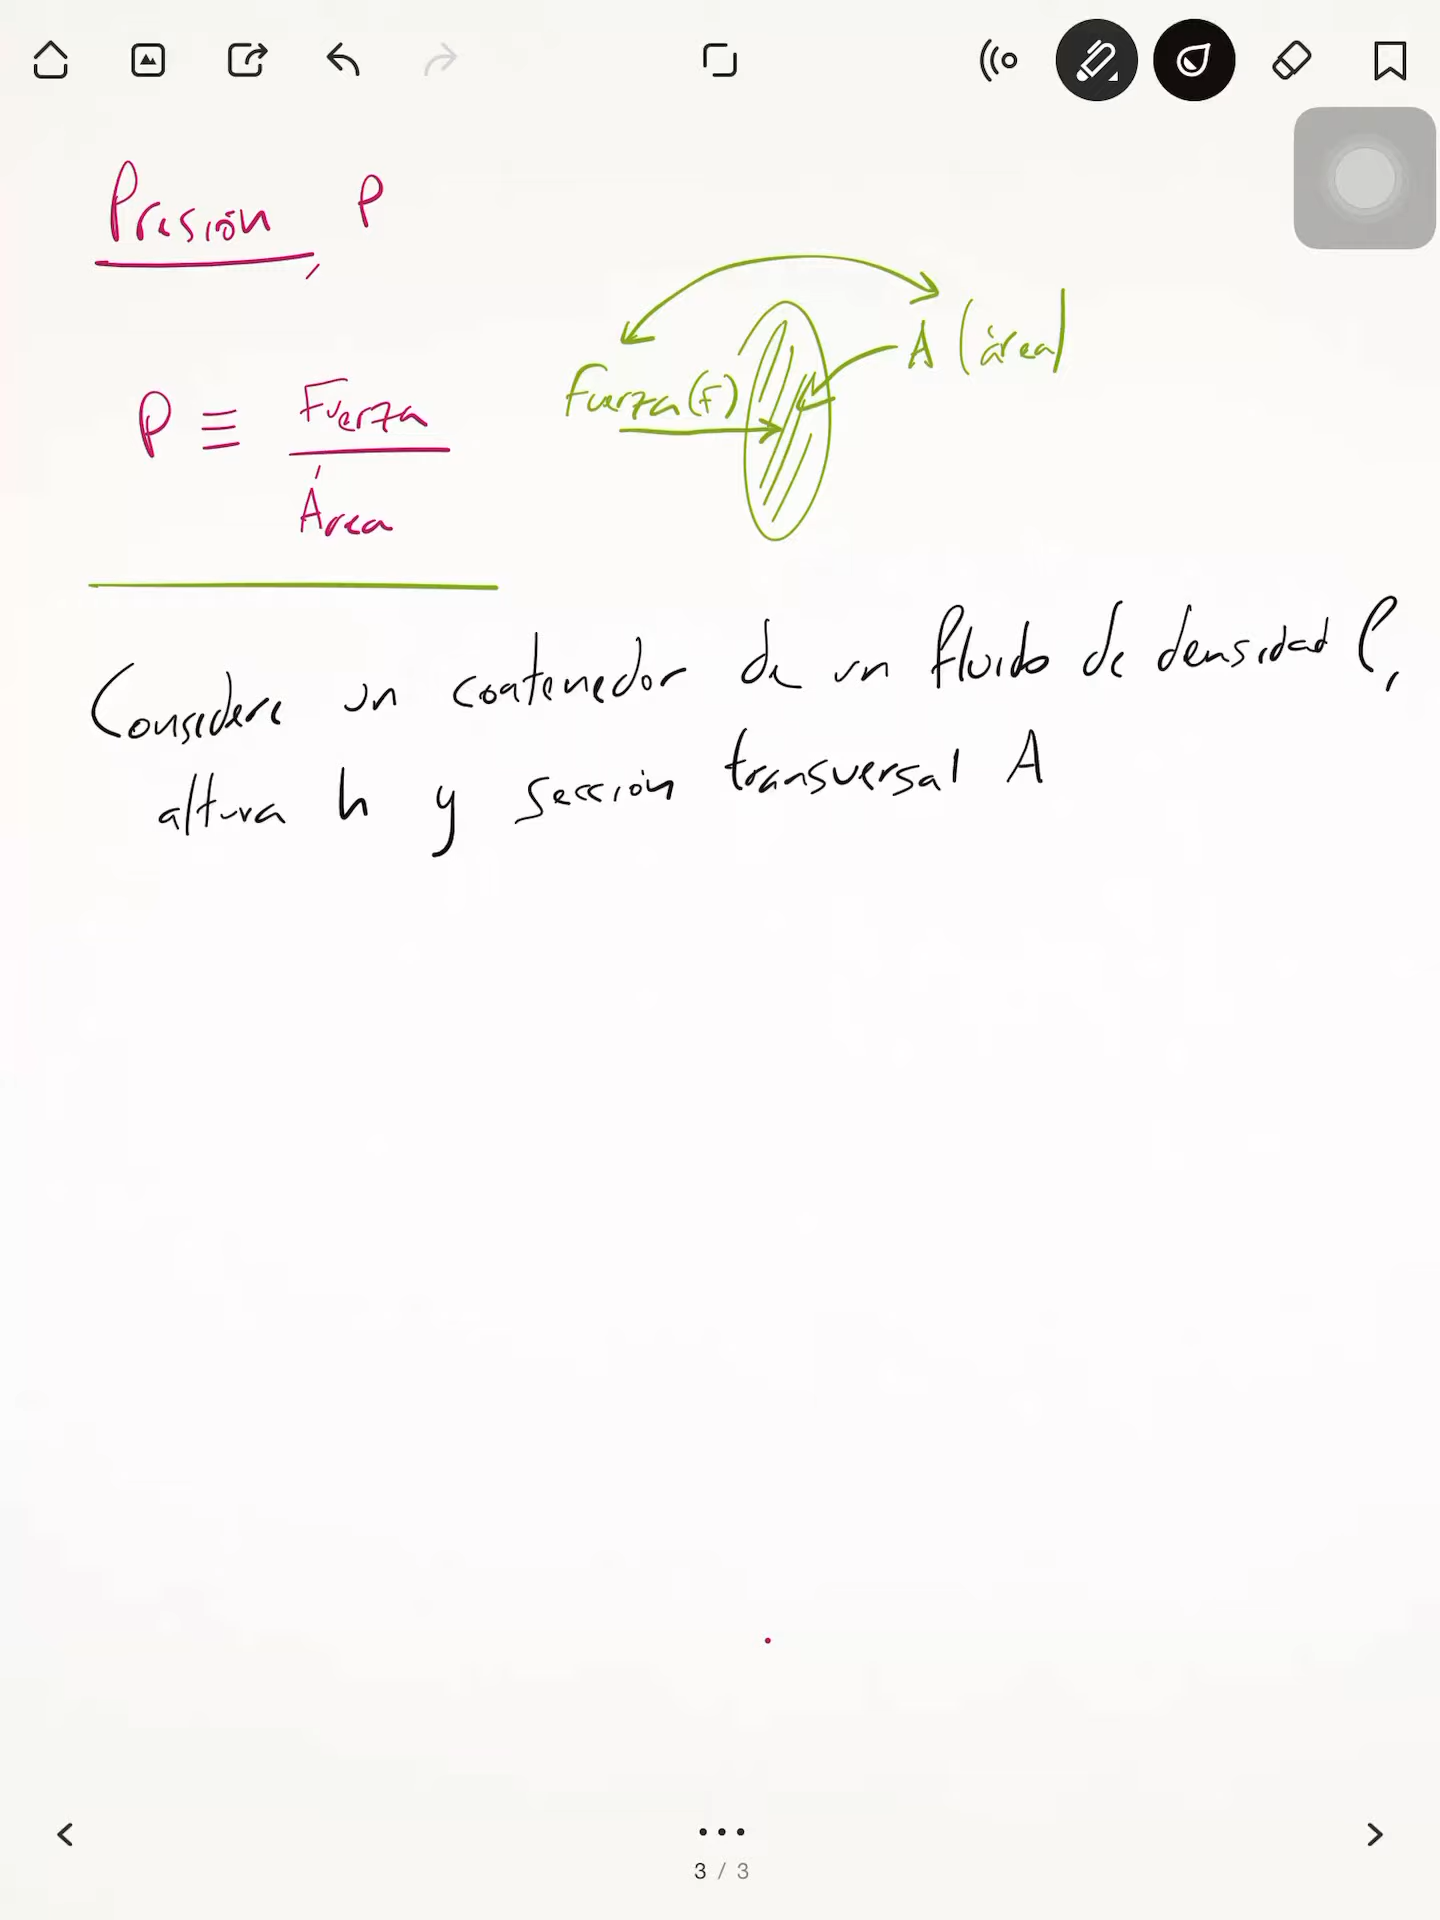 Presión, P
P ≡ Fuerza
Área
Fuerza (F)
A (área)
Considere un contenedor de un fluido de densidad ρ,
altura h y sección transversal A
3 / 3